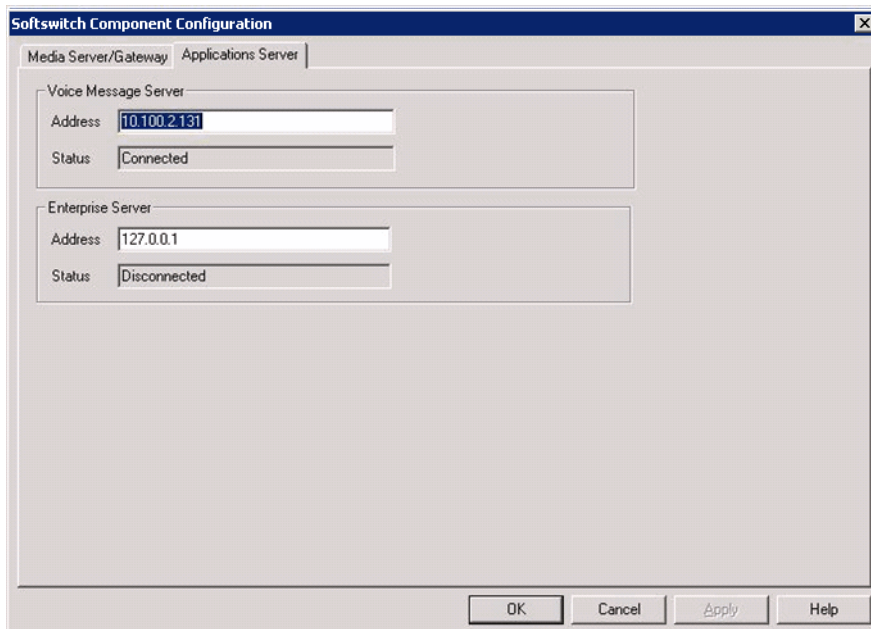 Softswitch Component Configuration
Media Server/Gateway
Applications Server
Voice Message Server
Address 10.100.2.131
Status Connected
Enterprise Server
Address 127.0.0.1
Status Disconnected
OK Cancel Apply Help